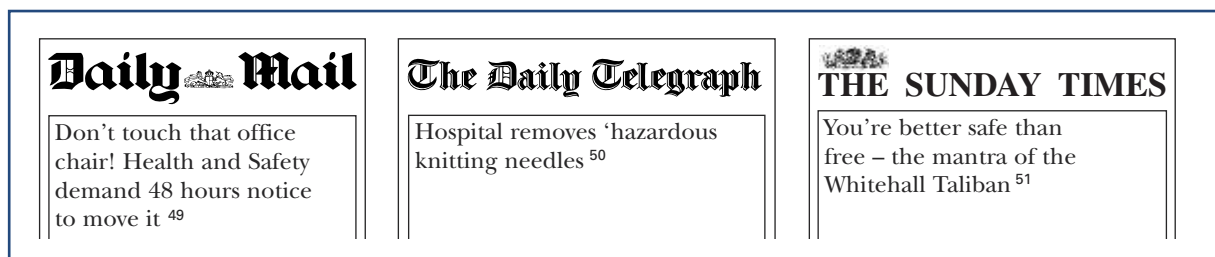 Daily Mail
Don’t touch that office
chair! Health and Safety
demand 48 hours notice
to move it 49
The Daily Telegraph
Hospital removes ‘hazardous
knitting needles 50
THE SUNDAY TIMES
You’re better safe than
free – the mantra of the
Whitehall Taliban 51